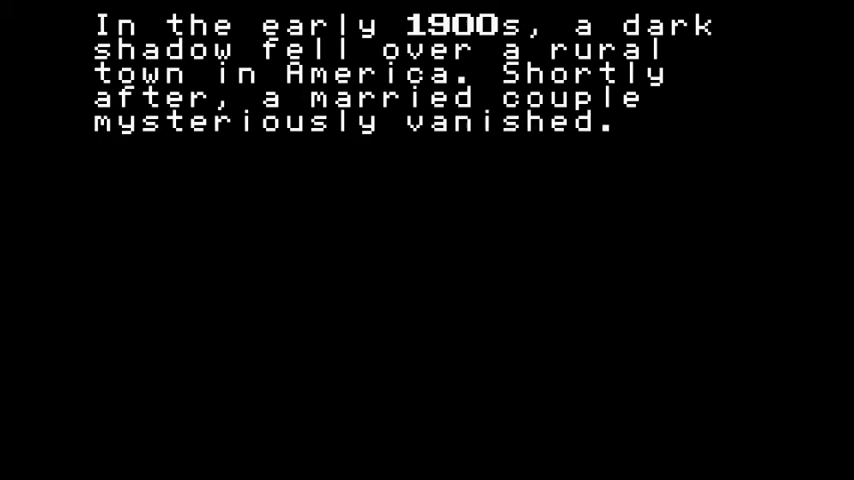 In the early 1900s, a dark
shadow fell over a rural
town in America. Shortly
after, a married couple
mysteriously vanished.